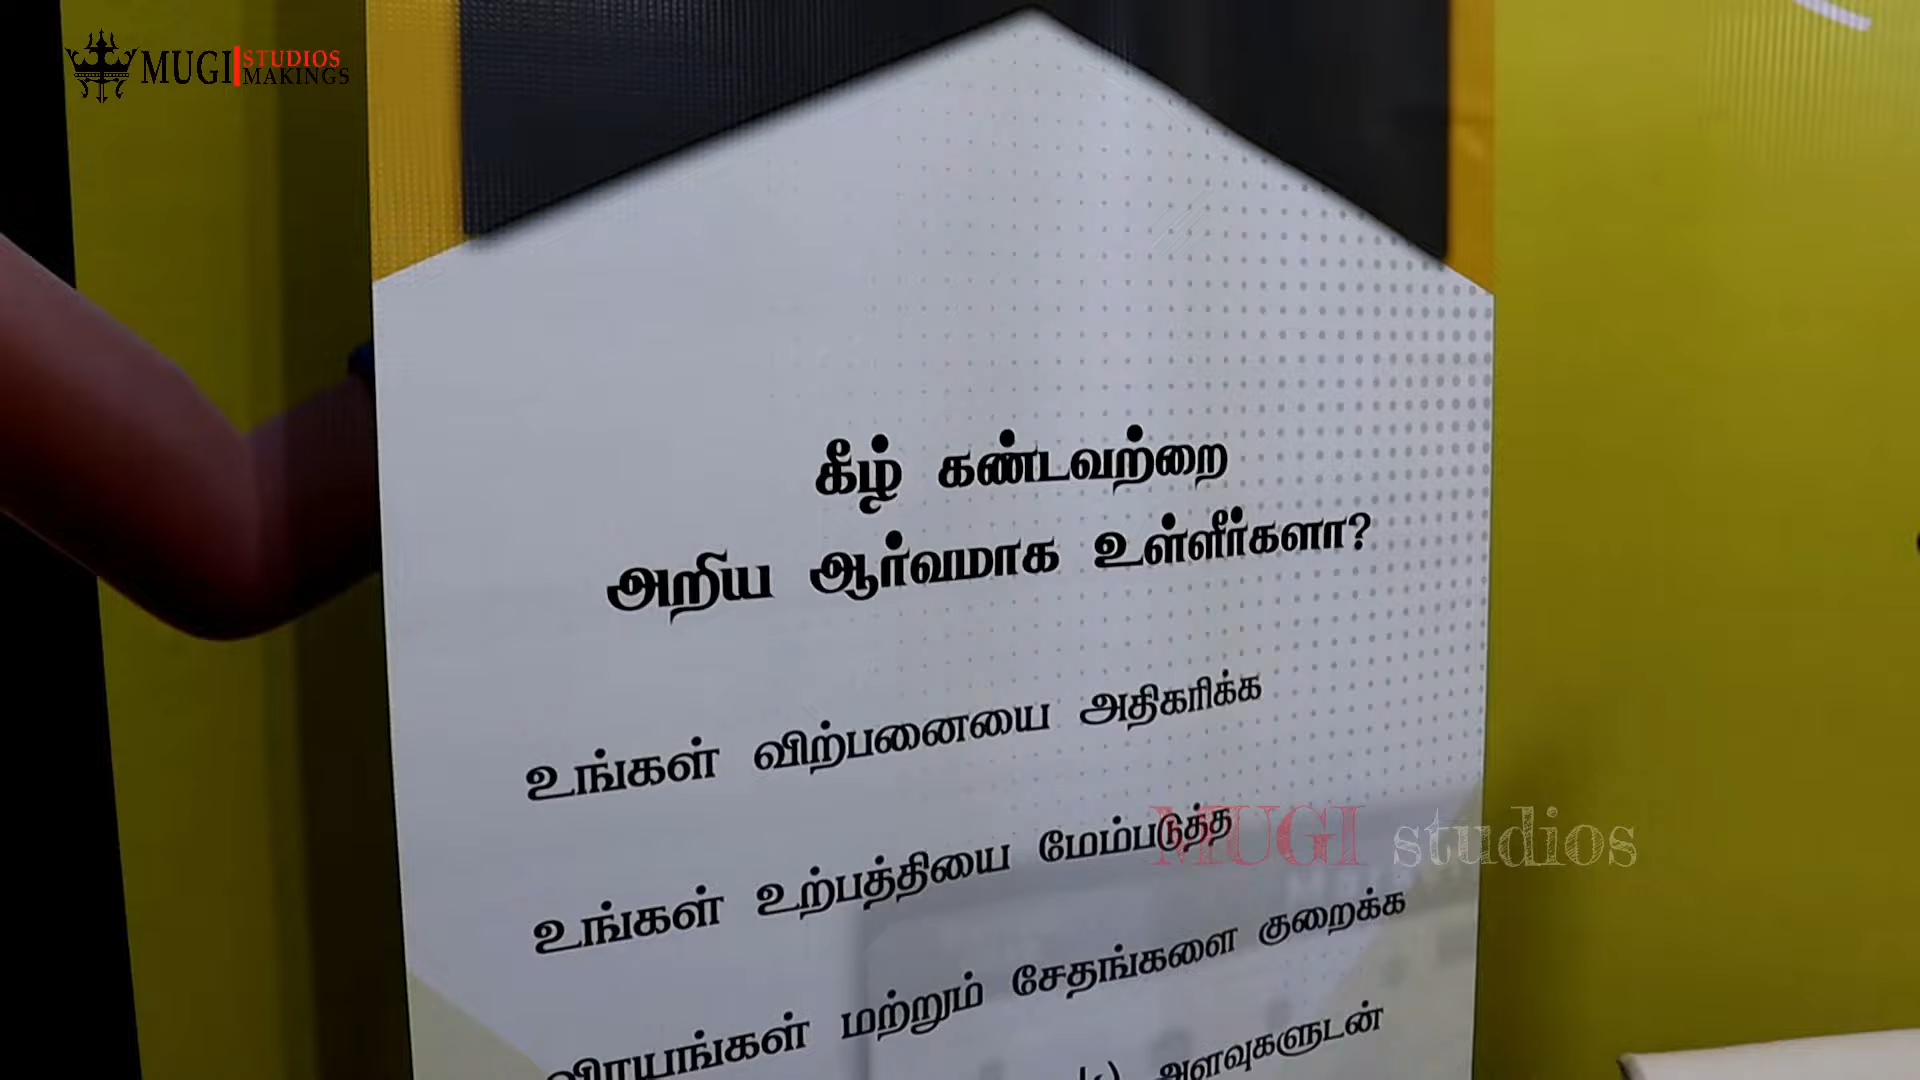 MUGI STUDIOS
MAKINGS
கீழ் கண்டவற்றை
அறிய ஆர்வமாக உள்ளீர்களா?
உங்கள் விற்பனையை அதிகரிக்க
உங்கள் உற்பத்தியை மேம்படுத்த
MUGI studios
விரயங்கள் மற்றும் சேதங்களை குறைக்க
அளவுகளுடன்